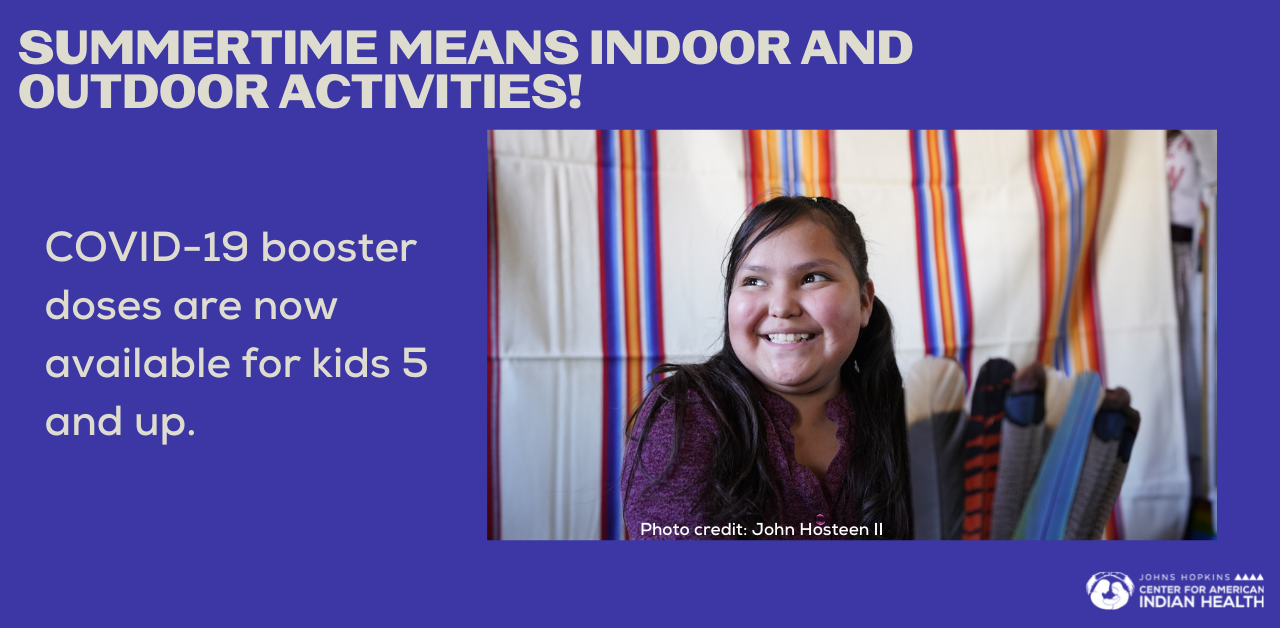 SUMMERTIME MEANS INDOOR AND
OUTDOOR ACTIVITIES!
COVID-19 booster
doses are now
available for kids 5
and up.
Photo credit: John Hosteen II
JOHNS HOPKINS
CENTER FOR AMERICAN
INDIAN HEALTH